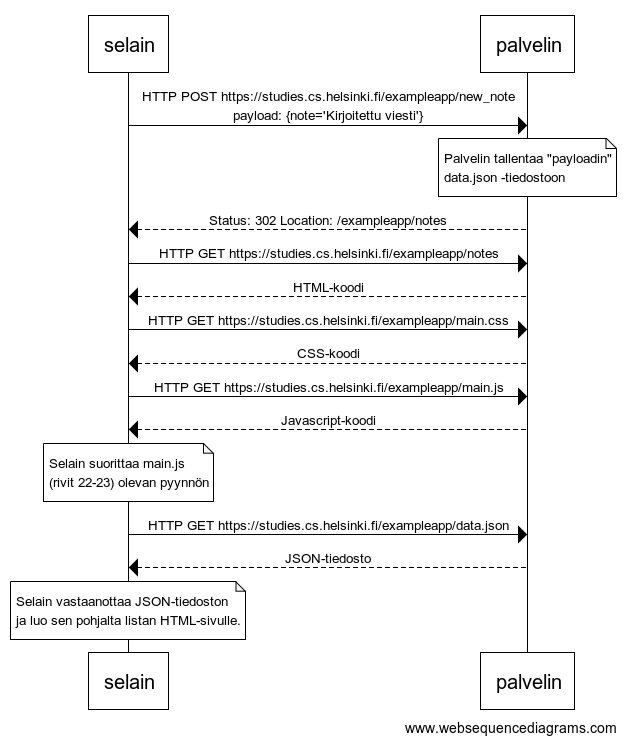 selain
palvelin
HTTP POST https://studies.cs.helsinki.fi/exampleapp/new_note
payload: {note='Kirjoitettu viesti'}
Palvelin tallentaa "payloadin"
data.json -tiedostoon
Status: 302 Location: /exampleapp/notes
HTTP GET https://studies.cs.helsinki.fi/exampleapp/notes
HTML-koodi
HTTP GET https://studies.cs.helsinki.fi/exampleapp/main.css
CSS-koodi
HTTP GET https://studies.cs.helsinki.fi/exampleapp/main.js
Javascript-koodi
Selain suorittaa main.js
(rivit 22-23) olevan pyynnön
HTTP GET https://studies.cs.helsinki.fi/exampleapp/data.json
JSON-tiedosto
Selain vastaanottaa JSON-tiedoston
ja luo sen pohjalta listan HTML-sivulle.
selain
palvelin
www.websequencediagrams.com